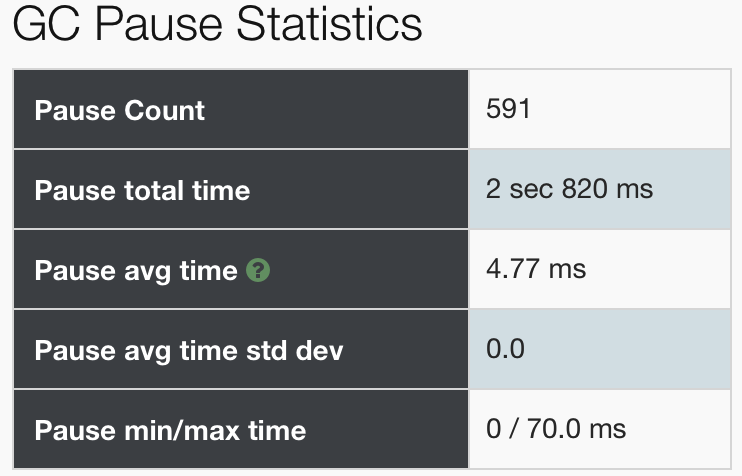 GC Pause Statistics
Pause Count 591
Pause total time 2 sec 820 ms
Pause avg time ? 4.77 ms
Pause avg time std dev 0.0
Pause min/max time 0 / 70.0 ms